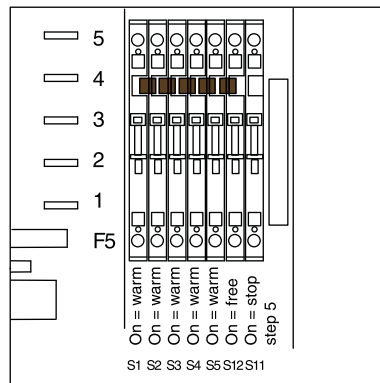 5
4
3
2
1
F5
On = warm
On = warm
On = warm
On = warm
On = warm
On = free
On = stop
step 5
S1 S2 S3 S4 S5 S12 S11